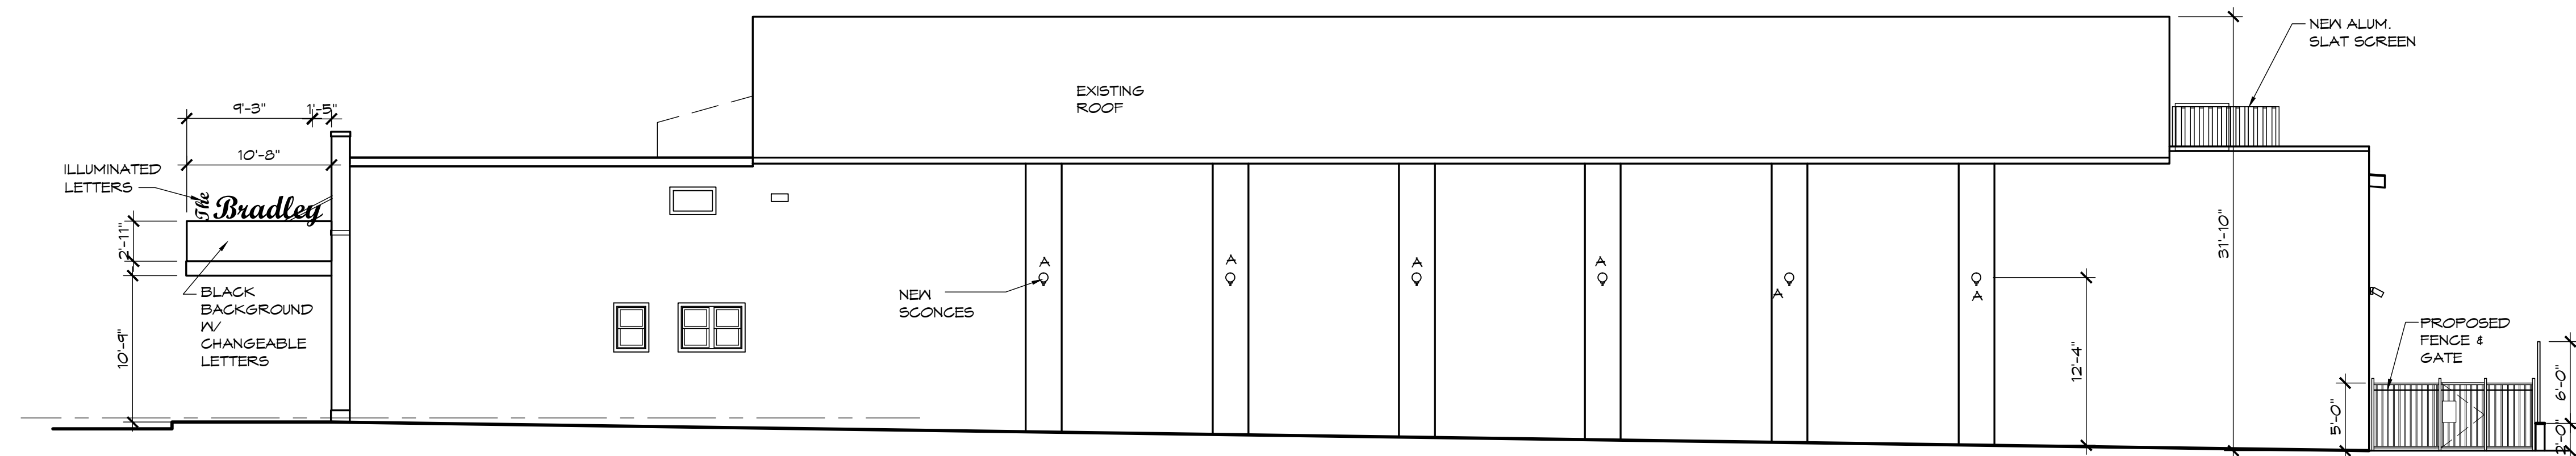 NEW ALUM.
SLAT SCREEN
EXISTING
ROOF
9'-3"
1'-5"
10'-8"
ILLUMINATED
LETTERS
The
Bradley
2'-11"
BLACK
BACKGROUND
W/
CHANGEABLE
LETTERS
10'-9"
NEW
SCONCES
A
A
A
A
A
A
12'-4"
31'-10"
PROPOSED
FENCE &
GATE
5'-0"
6'-0"
2'-0"